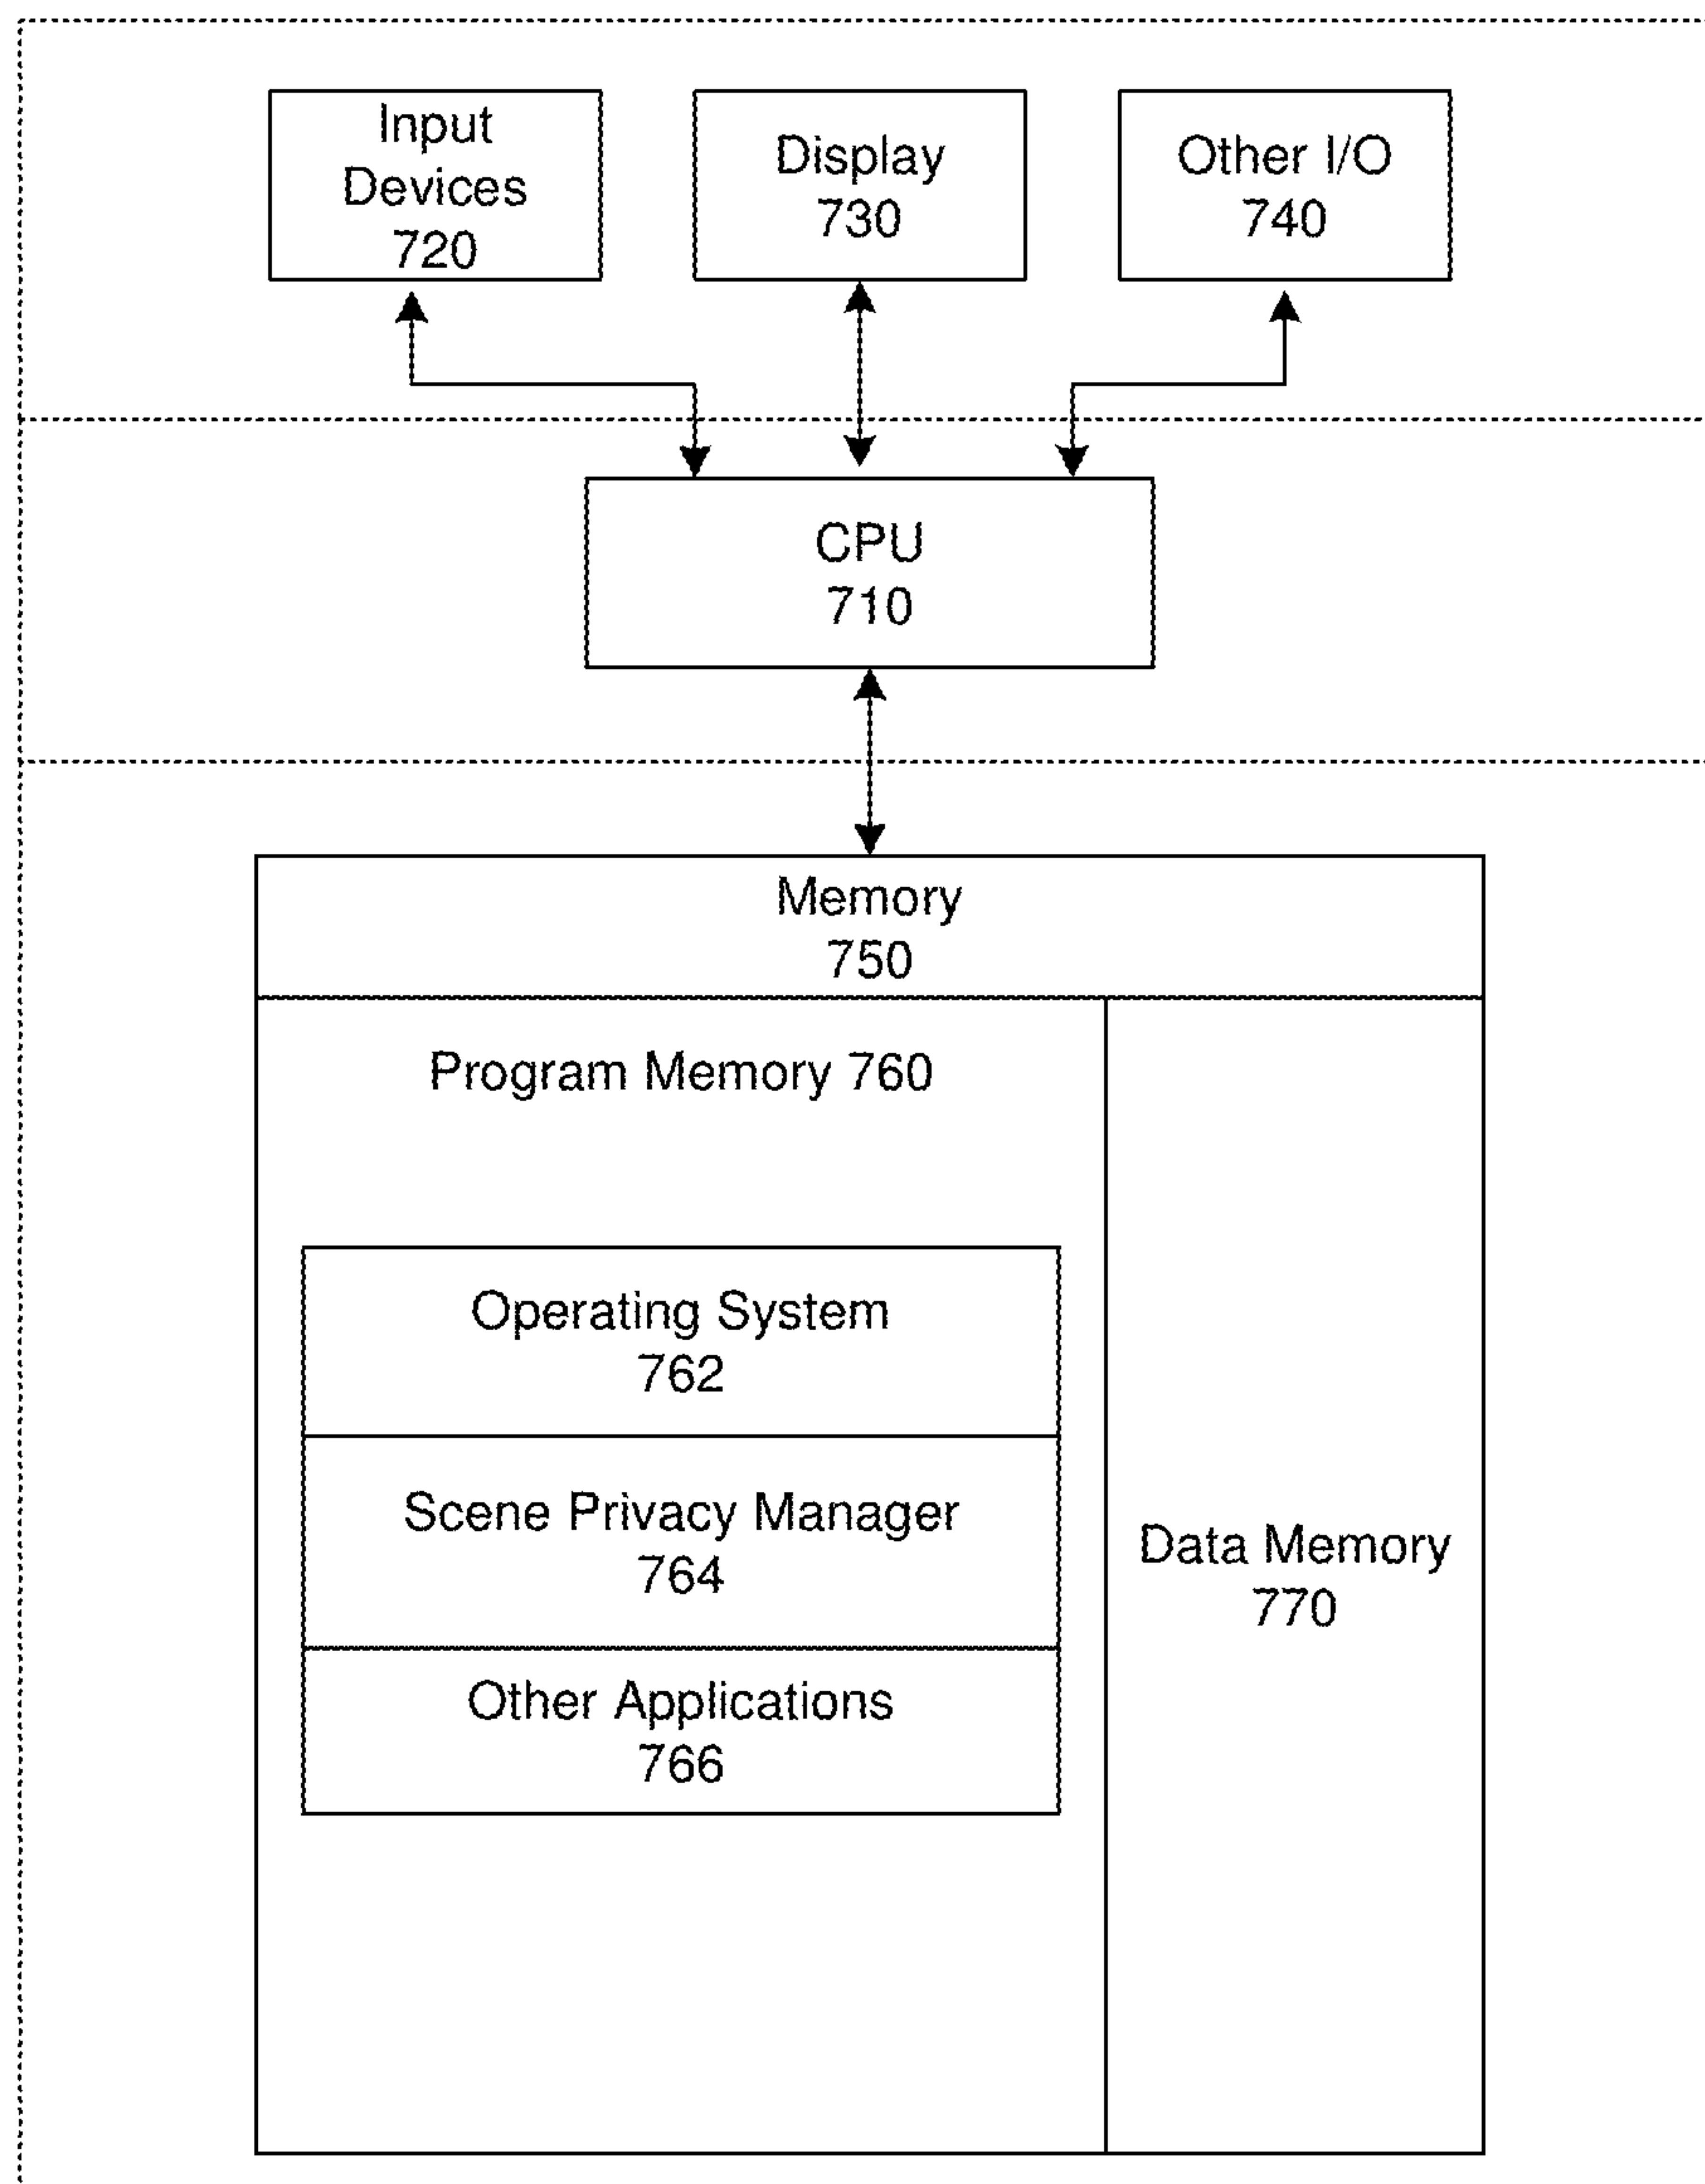 Input
Devices
720
Display
730
Other I/O
740
CPU
710
Memory
750
Program Memory 760
Operating System
762
Scene Privacy Manager
764
Other Applications
766
Data Memory
770